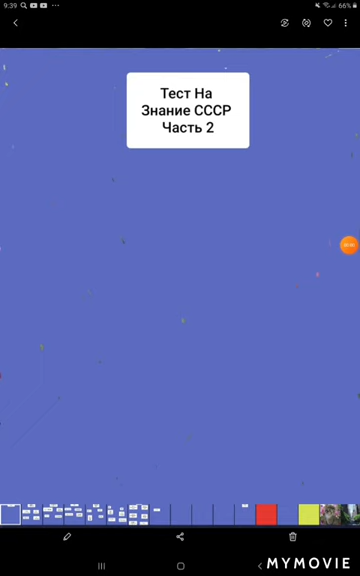 9:39
66%
Тест На
Знание СССР
Часть 2
MYMOVIE